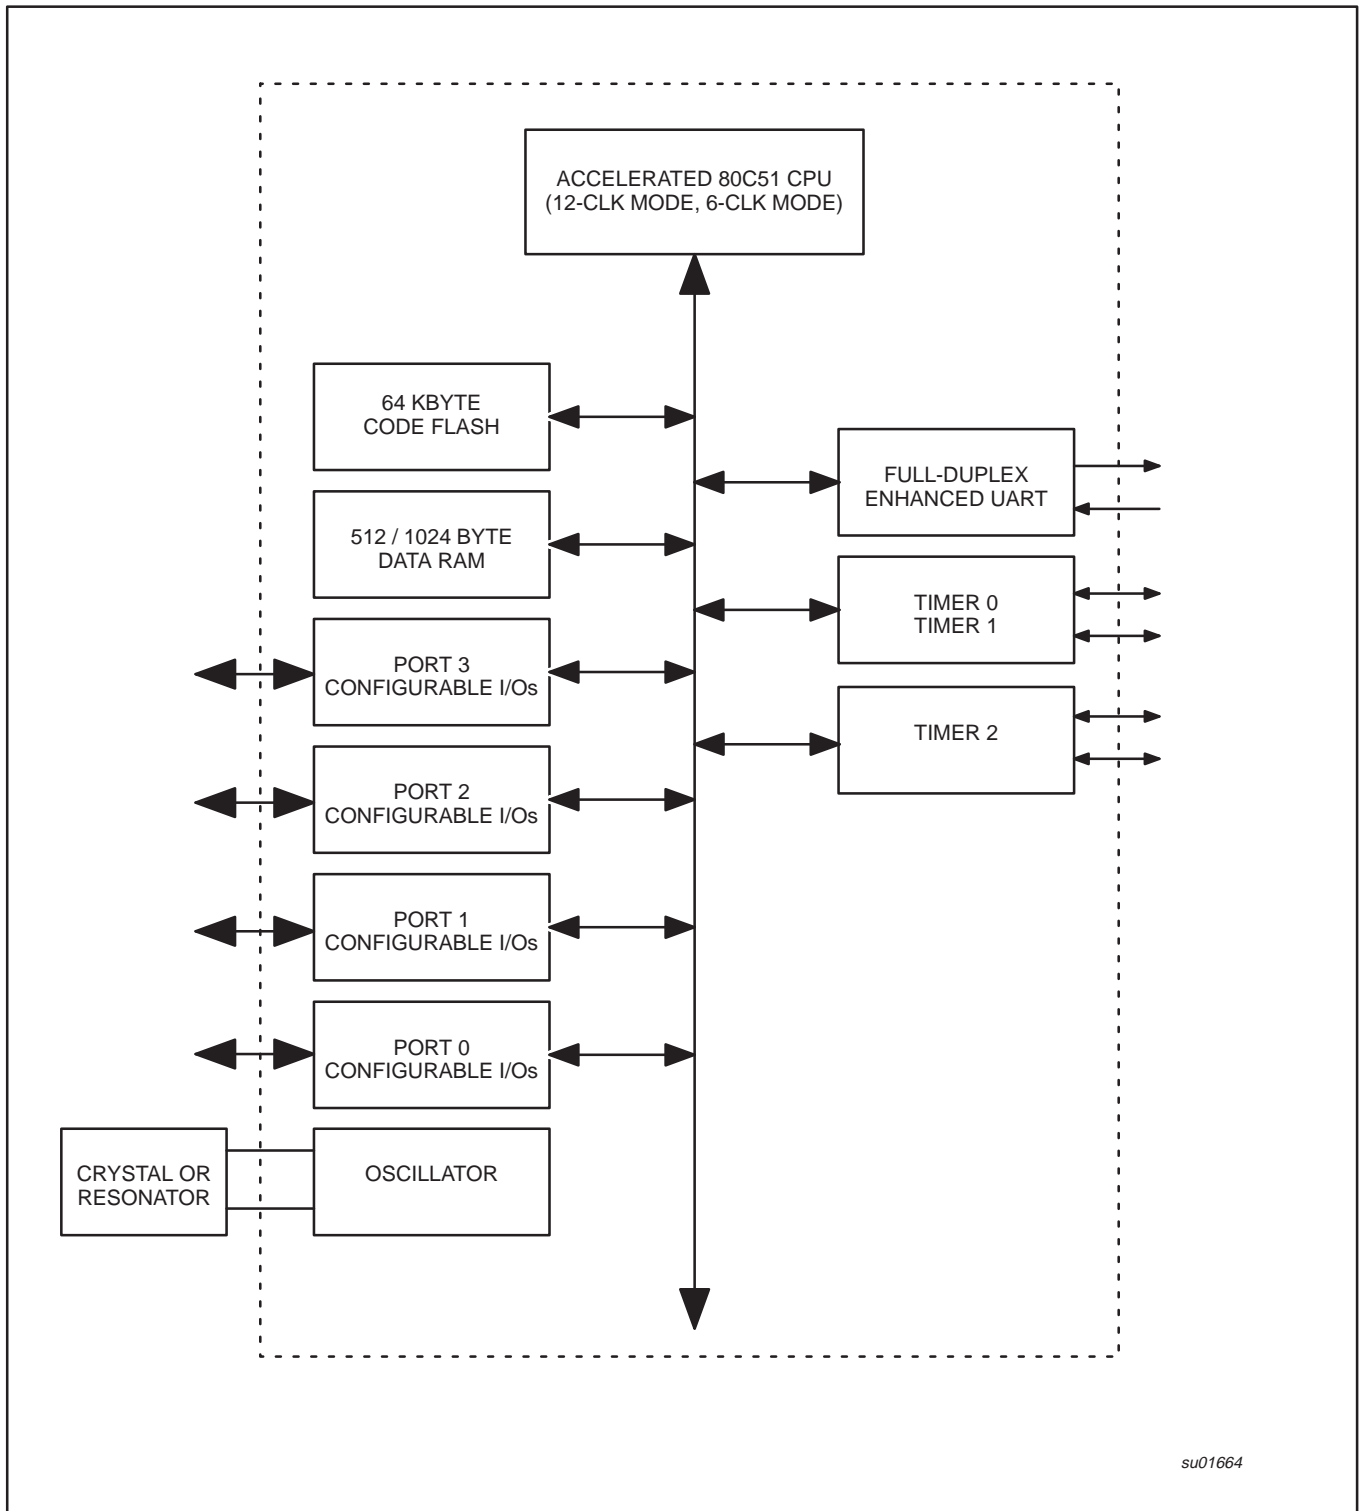 ACCELERATED 80C51 CPU
(12-CLK MODE, 6-CLK MODE)
64 KBYTE
CODE FLASH
FULL-DUPLEX
ENHANCED UART
512 / 1024 BYTE
DATA RAM
TIMER 0
TIMER 1
PORT 3
CONFIGURABLE I/Os
TIMER 2
PORT 2
CONFIGURABLE I/Os
PORT 1
CONFIGURABLE I/Os
PORT 0
CONFIGURABLE I/Os
CRYSTAL OR
RESONATOR
OSCILLATOR
su01664